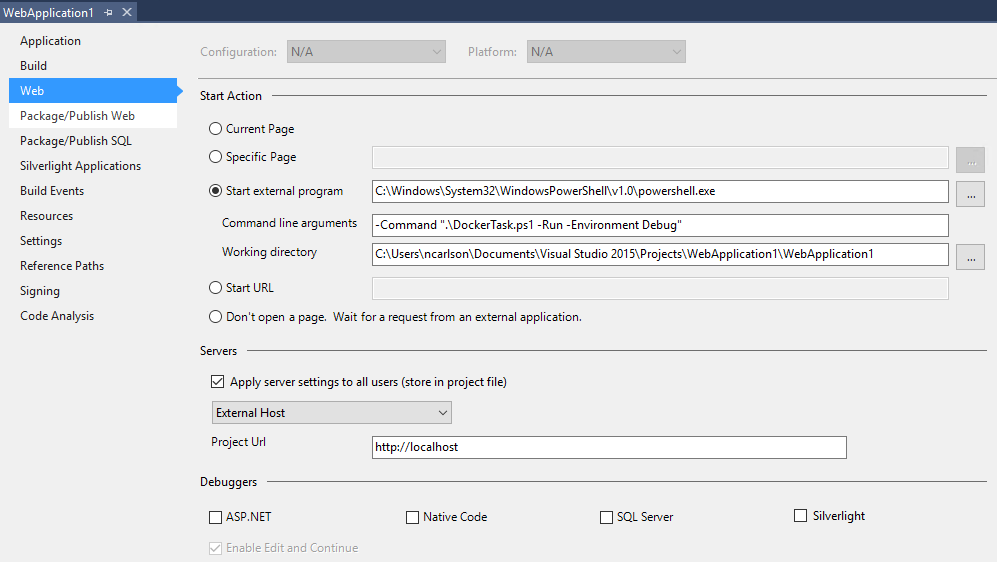 WebApplication1
Application
Build
Web
Package/Publish Web
Package/Publish SQL
Silverlight Applications
Build Events
Resources
Settings
Reference Paths
Signing
Code Analysis
Configuration: N/A Platform: N/A
Start Action
Current Page
Specific Page ...
Start external program C:\Windows\System32\WindowsPowerShell\v1.0\powershell.exe ...
Command line arguments -Command ".\DockerTask.ps1 -Run -Environment Debug"
Working directory C:\Users\ncarlson\Documents\Visual Studio 2015\Projects\WebApplication1\WebApplication1 ...
Start URL
Don't open a page. Wait for a request from an external application.
Servers
Apply server settings to all users (store in project file)
External Host
Project Url http://localhost
Debuggers
ASP.NET Native Code SQL Server Silverlight
Enable Edit and Continue